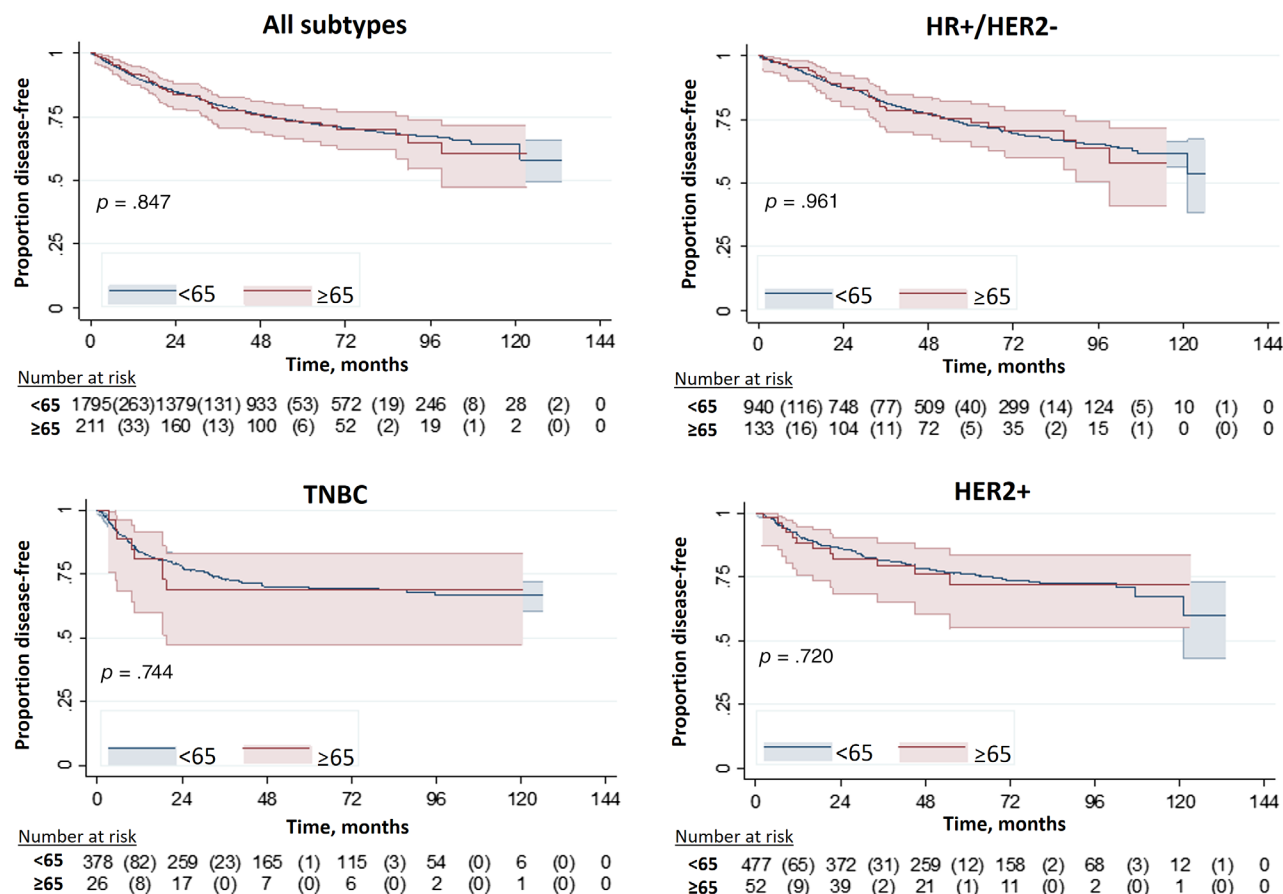 All subtypes
Proportion disease-free
1
.75
.5
.25
0
p = .847
<65 ≥65
0 24 48 72 96 120 144
Time, months
Number at risk
<65 1795 (263) 1379 (131) 933 (53) 572 (19) 246 (8) 28 (2) 0
≥65 211 (33) 160 (13) 100 (6) 52 (2) 19 (1) 2 (0) 0
HR+/HER2-
Proportion disease-free
1
.75
.5
.25
0
p = .961
<65 ≥65
0 24 48 72 96 120 144
Time, months
Number at risk
<65 940 (116) 748 (77) 509 (40) 299 (14) 124 (5) 10 (1) 0
≥65 133 (16) 104 (11) 72 (5) 35 (2) 15 (1) 0 (0) 0
TNBC
Proportion disease-free
1
.75
.5
.25
0
p = .744
<65 ≥65
0 24 48 72 96 120 144
Time, months
Number at risk
<65 378 (82) 259 (23) 165 (1) 115 (3) 54 (0) 6 (0) 0
≥65 26 (8) 17 (0) 7 (0) 6 (0) 2 (0) 1 (0) 0
HER2+
Proportion disease-free
1
.75
.5
.25
0
p = .720
<65 ≥65
0 24 48 72 96 120 144
Time, months
Number at risk
<65 477 (65) 372 (31) 259 (12) 158 (2) 68 (3) 12 (1) 0
≥65 52 (9) 39 (2) 21 (1) 11 (0) 2 (0) 1 (0) 0